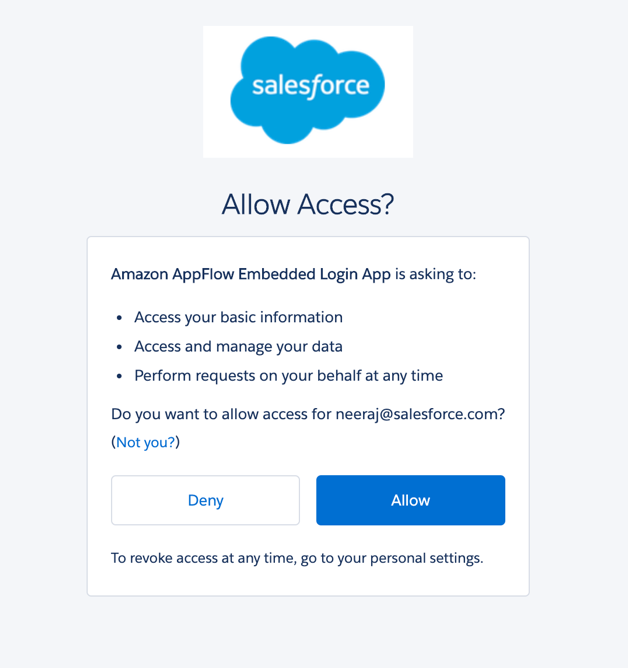 salesforce
Allow Access?
Amazon AppFlow Embedded Login App is asking to:
• Access your basic information
• Access and manage your data
• Perform requests on your behalf at any time
Do you want to allow access for neeraj@salesforce.com?
(Not you?)
Deny
Allow
To revoke access at any time, go to your personal settings.